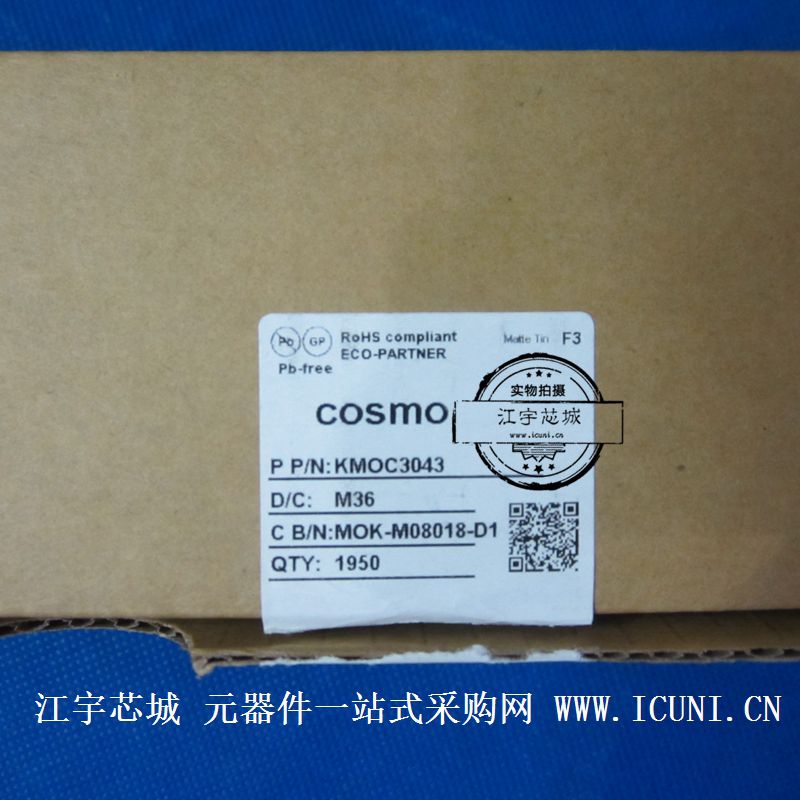 Pb GP RoHS compliant Matte Tin F3
ECO-PARTNER
Pb-free
cosmo
实物拍摄
江宇芯城
www.icuni.cn
P P/N: KMOC3043
D/C: M36
C B/N: MOK-M08018-D1
QTY: 1950
江宇芯城 元器件一站式采购网 WWW.ICUNI.CN